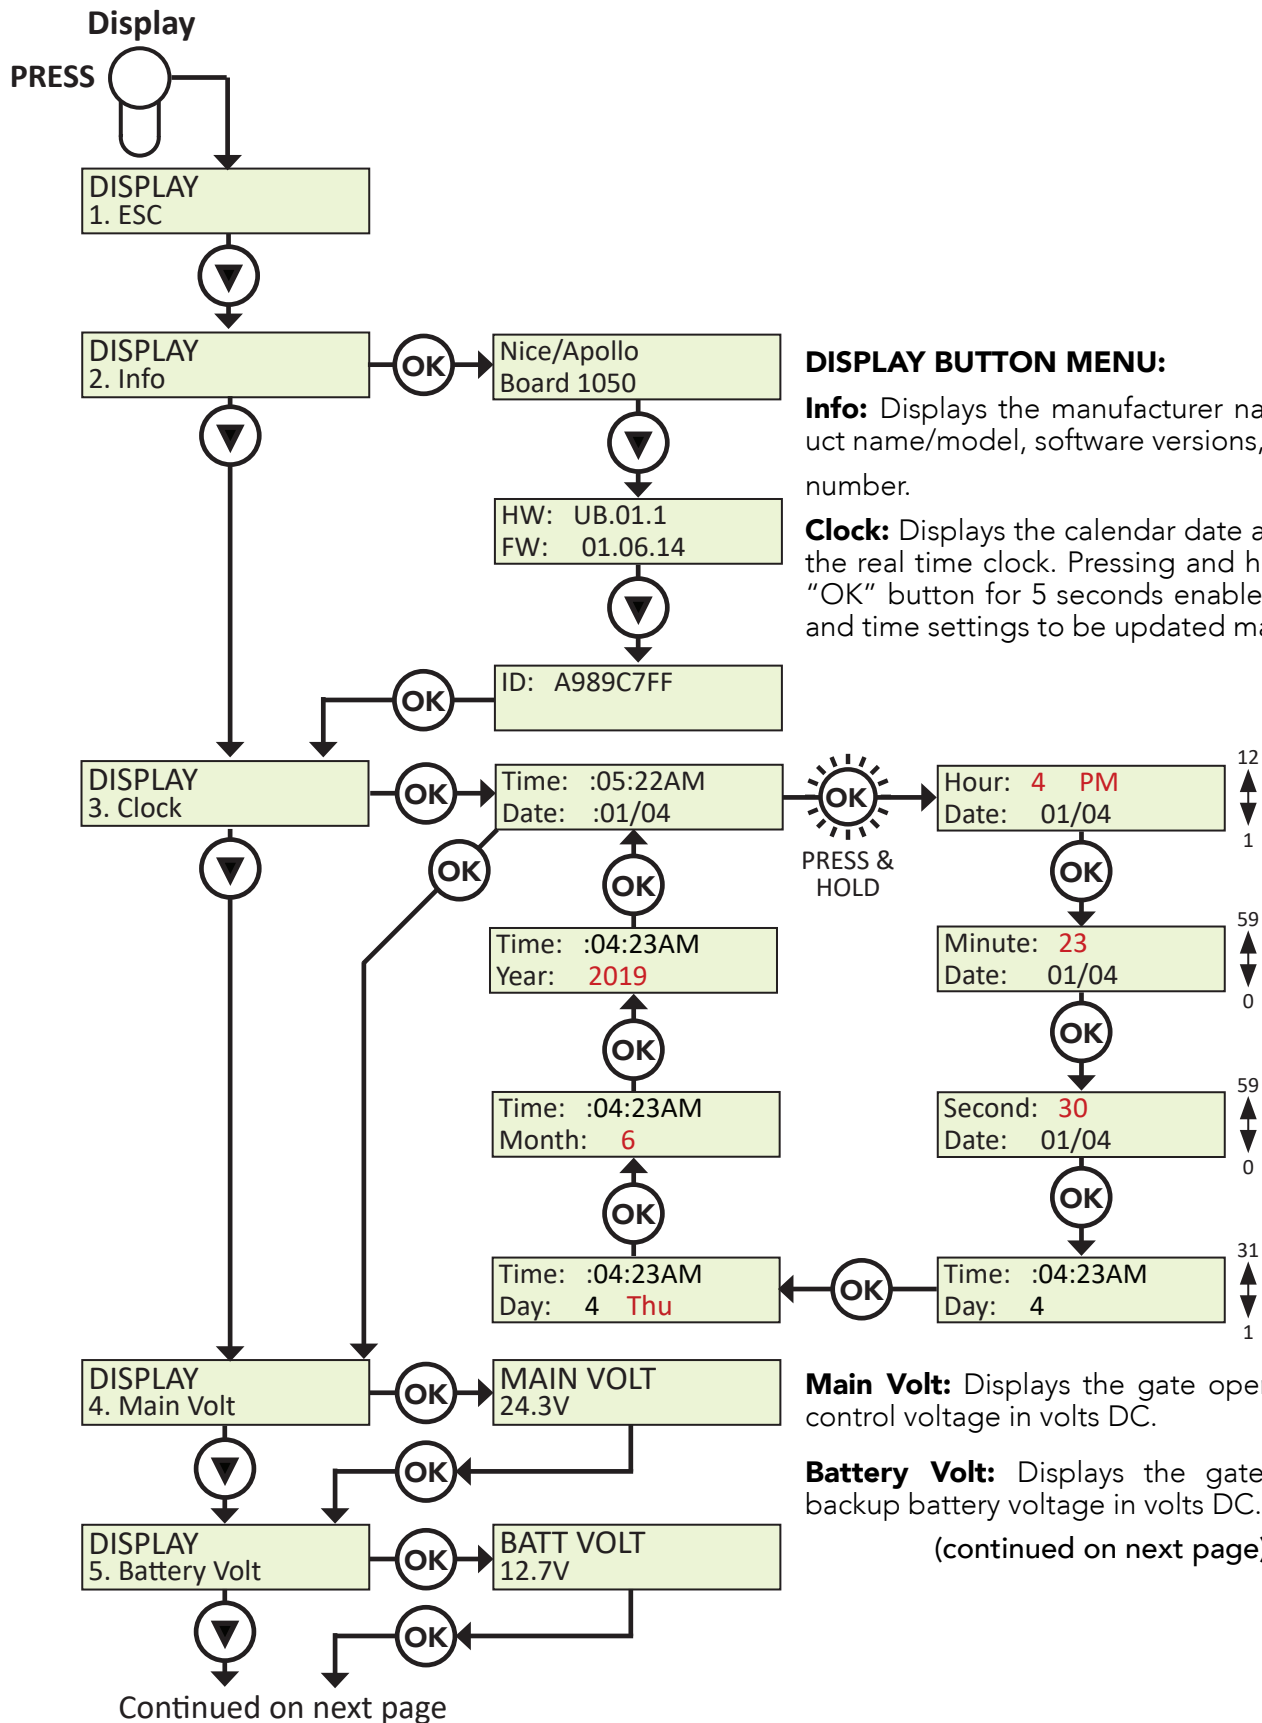 Display
PRESS
DISPLAY
1. ESC
DISPLAY
2. Info
OK
Nice/Apollo
Board 1050
HW: UB.01.1
FW: 01.06.14
ID: A989C7FF
OK
DISPLAY BUTTON MENU:
Info: Displays the manufacturer
uct name/model, software versions,
number.
Clock: Displays the calendar date
the real time clock. Pressing and
“OK” button for 5 seconds
and time settings to be updated
DISPLAY
3. Clock
OK
Time: :05:22AM
Date: :01/04
OK
PRESS &
HOLD
Hour: 4 PM
Date: 01/04
12
1
OK
OK
OK
Time: :04:23AM
Year: 2019
Minute: 23
Date: 01/04
59
0
OK
OK
Time: :04:23AM
Month: 6
Second: 30
Date: 01/04
59
0
OK
OK
Time: :04:23AM
Day: 4 Thu
OK
Time: :04:23AM
Day: 4
31
1
DISPLAY
4. Main Volt
OK
MAIN VOLT
24.3V
OK
Main Volt: Displays the gate
control voltage in volts DC.
Battery Volt: Displays the gate
backup battery voltage in volts DC.
(continued on next page)
DISPLAY
5. Battery Volt
OK
BATT VOLT
12.7V
OK
Continued on next page